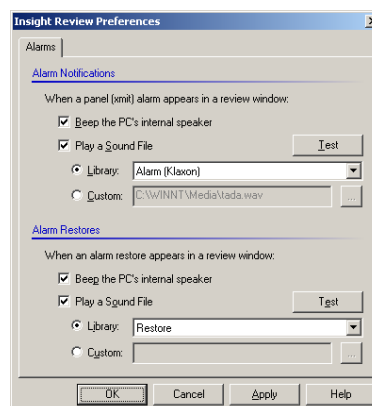 Insight Review Preferences
Alarms
Alarm Notifications
When a panel (xmit) alarm appears in a review window:
Beep the PC's internal speaker
Play a Sound File
Test
Library:
Alarm (Klaxon)
Custom:
C:\WINNT\Media\tada.wav
...
Alarm Restores
When an alarm restore appears in a review window:
Beep the PC's internal speaker
Play a Sound File
Test
Library:
Restore
Custom:
...
OK
Cancel
Apply
Help